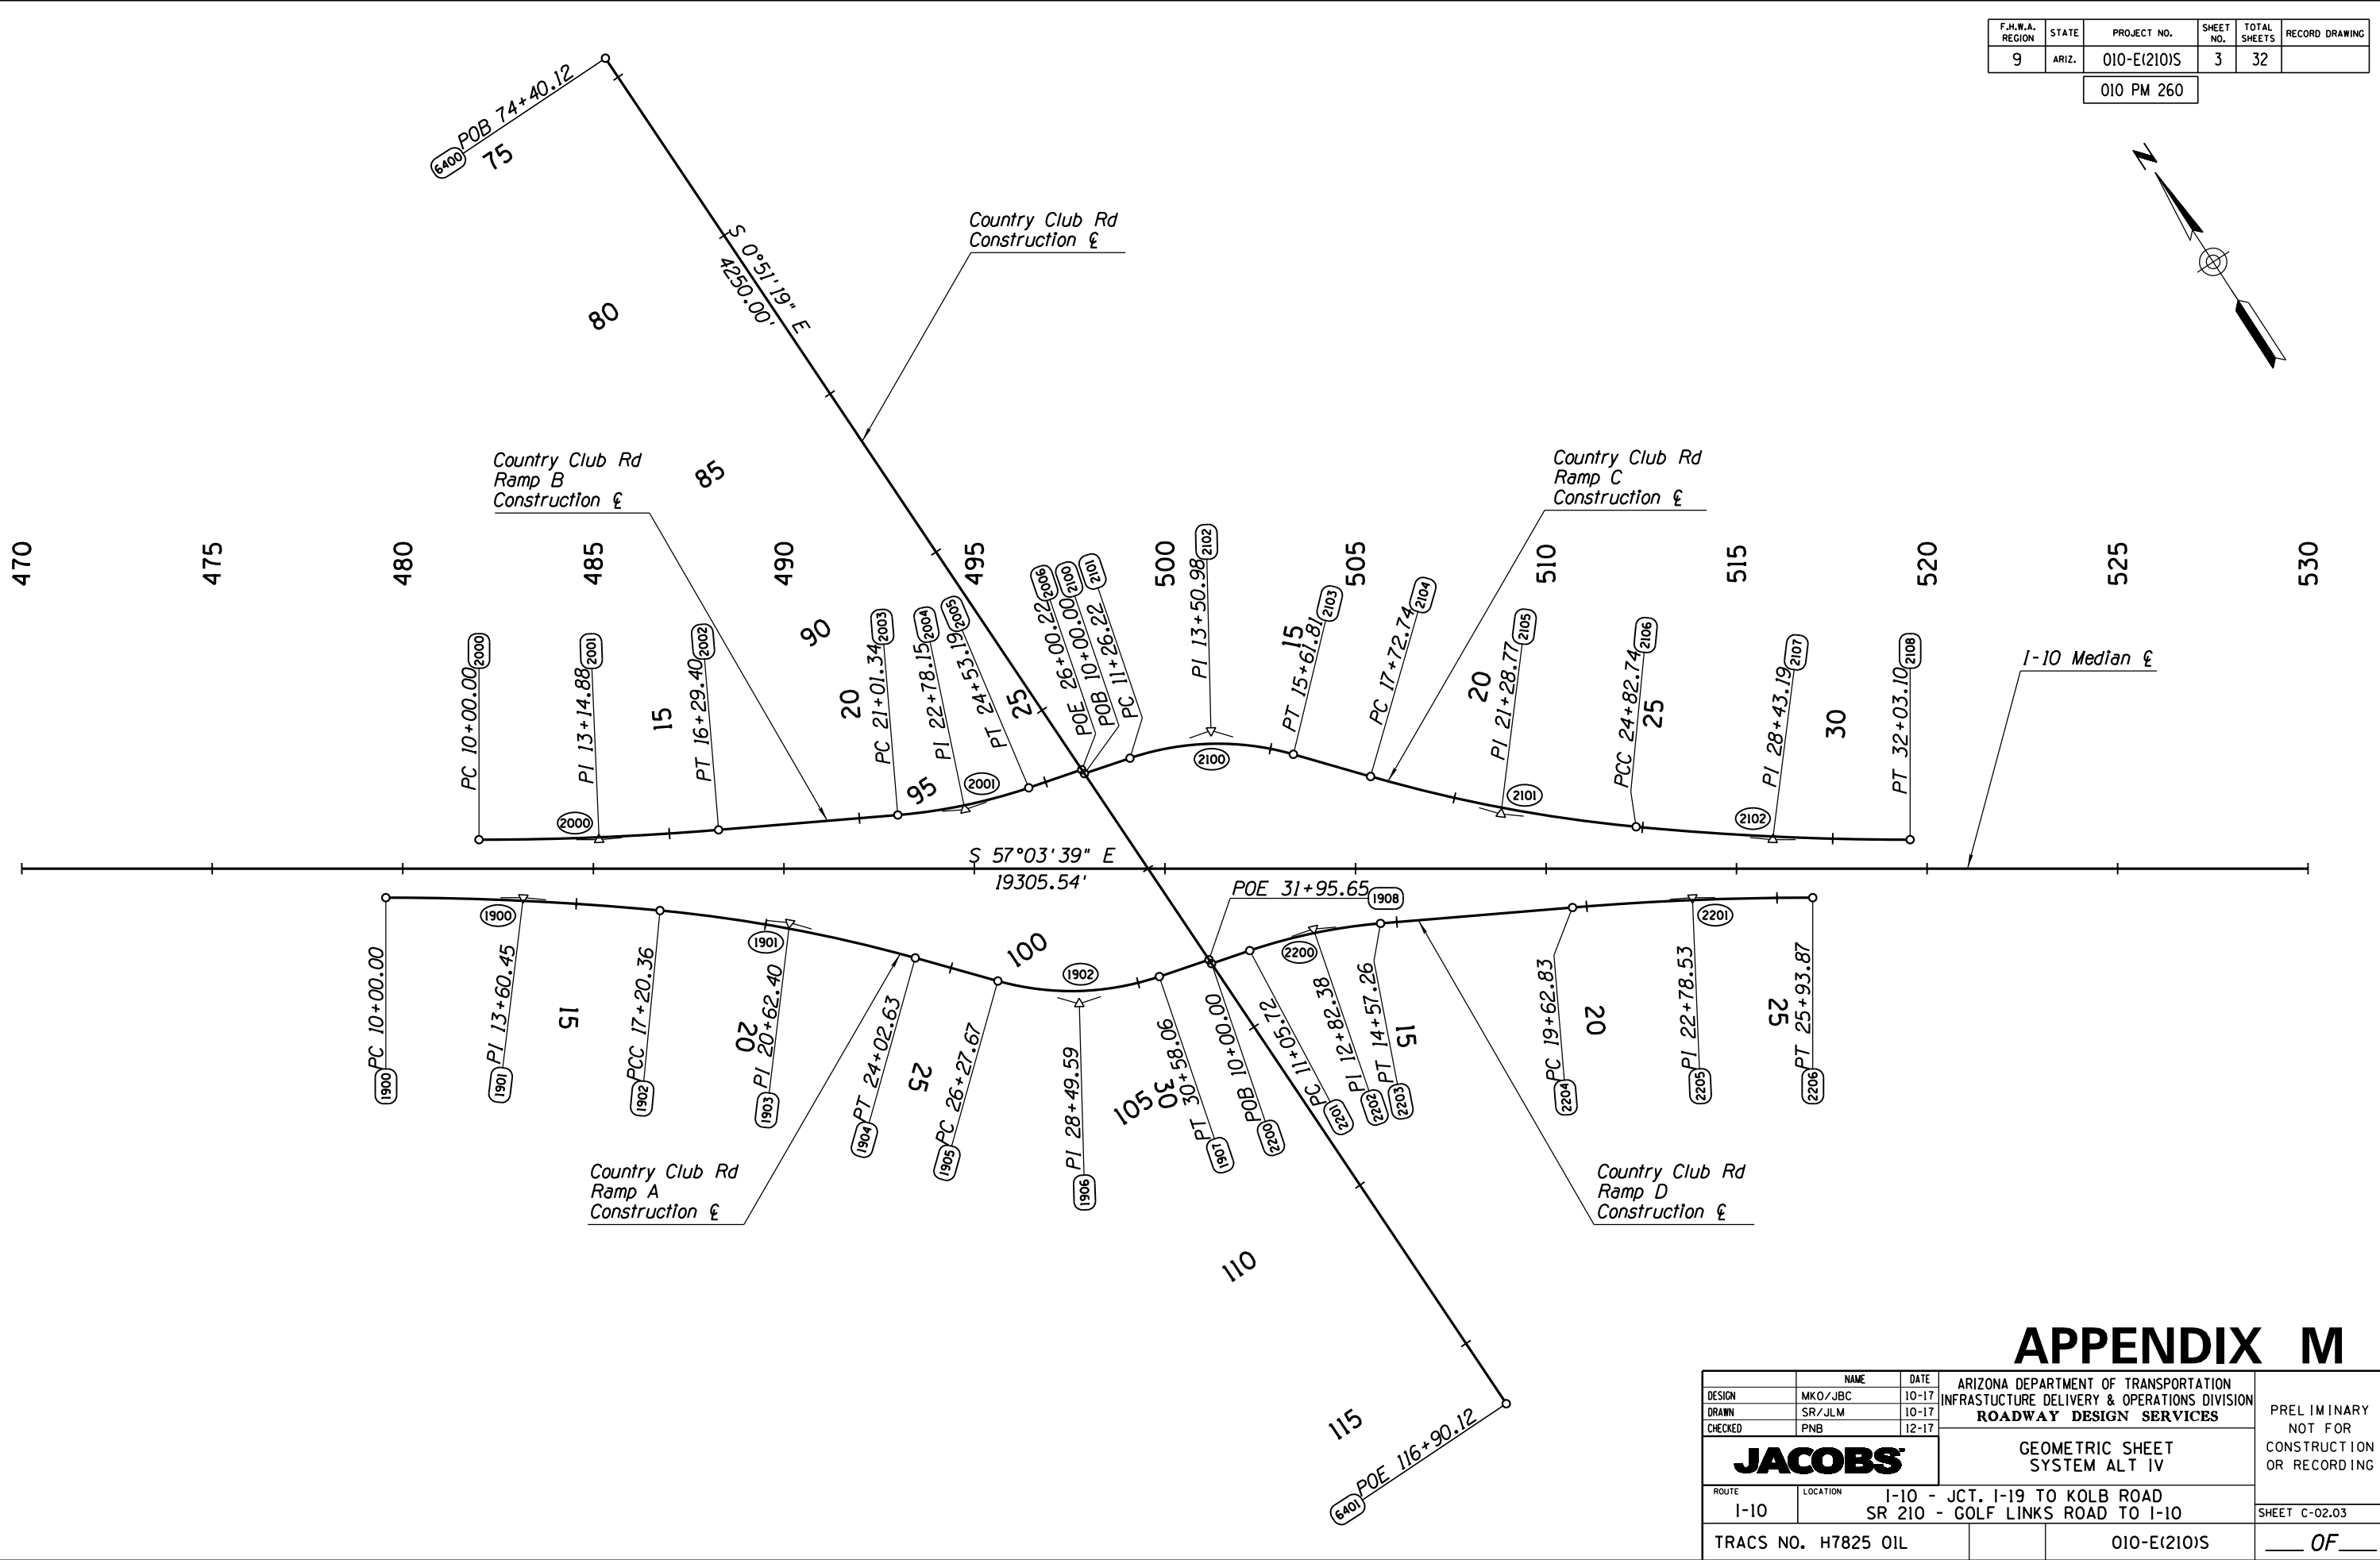 F.H.W.A. REGION STATE PROJECT NO. SHEET NO. TOTAL SHEETS RECORD DRAWING
9 ARIZ. 010-E(210)S 3 32
010 PM 260
N
POB 74+40.12
6400
75
S 0°51'19" E
4250.00'
Country Club Rd
Construction ℄
80
85
90
95
100
105
110
115
Country Club Rd
Ramp B
Construction ℄
Country Club Rd
Ramp C
Construction ℄
470 475 480 485 490 495 500 505 510 515 520 525 530
PC 10+00.00 2000
PI 13+14.88 2001
15
PT 16+29.40 2002
20
PC 21+01.34 2003
PI 22+78.15 2004
PT 24+53.19 2005
25
POE 26+00.22 2006
POB 10+00.00 2100
PC 11+26.22 2101
PI 13+50.98 2102
15
PT 15+61.81 2103
PC 17+72.74 2104
20
PI 21+28.77 2105
PCC 24+82.74 2106
25
PI 28+43.19 2107
30
PT 32+03.10 2108
I-10 Median ℄
2000
2001
2100
2101
2102
S 57°03'39" E
19305.54'
POE 31+95.65 1908
1900
1901
1902
2200
2201
PC 10+00.00 1900
PI 13+60.45 1901
15
PCC 17+20.36 1902
20
PI 20+62.40 1903
PT 24+02.63 1904
25
PC 26+27.67 1905
PI 28+49.59 1906
30
PT 30+58.06 1907
POB 10+00.00 2200
PC 11+05.72 2201
PI 12+82.38 2202
PT 14+57.26 2203
15
PC 19+62.83 2204
20
PI 22+78.53 2205
25
PT 25+93.87 2206
Country Club Rd
Ramp A
Construction ℄
Country Club Rd
Ramp D
Construction ℄
POE 116+90.12
6401
APPENDIX M
NAME DATE
DESIGN MKO/JBC 10-17
DRAWN SR/JLM 10-17
CHECKED PNB 12-17
ARIZONA DEPARTMENT OF TRANSPORTATION
INFRASTUCTURE DELIVERY & OPERATIONS DIVISION
ROADWAY DESIGN SERVICES
PRELIMINARY
NOT FOR
CONSTRUCTION
OR RECORDING
JACOBS
GEOMETRIC SHEET
SYSTEM ALT IV
ROUTE
I-10
LOCATION
I-10 - JCT. I-19 TO KOLB ROAD
SR 210 - GOLF LINKS ROAD TO I-10
SHEET C-02.03
TRACS NO. H7825 01L
010-E(210)S
___ OF ___